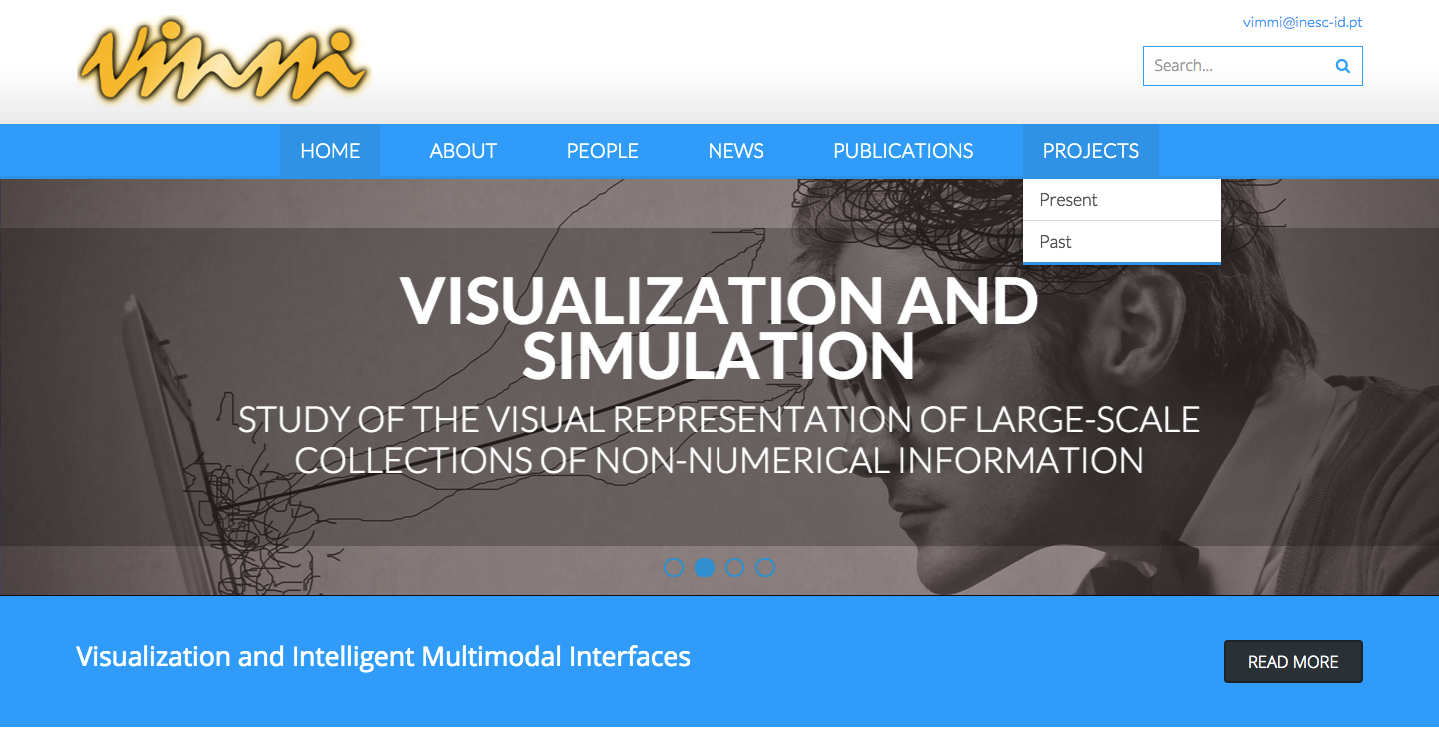 vimmi
vimmi@inesc-id.pt
Search...
HOME ABOUT PEOPLE NEWS PUBLICATIONS PROJECTS
Present
Past
VISUALIZATION AND
SIMULATION
STUDY OF THE VISUAL REPRESENTATION OF LARGE-SCALE
COLLECTIONS OF NON-NUMERICAL INFORMATION
Visualization and Intelligent Multimodal Interfaces
READ MORE